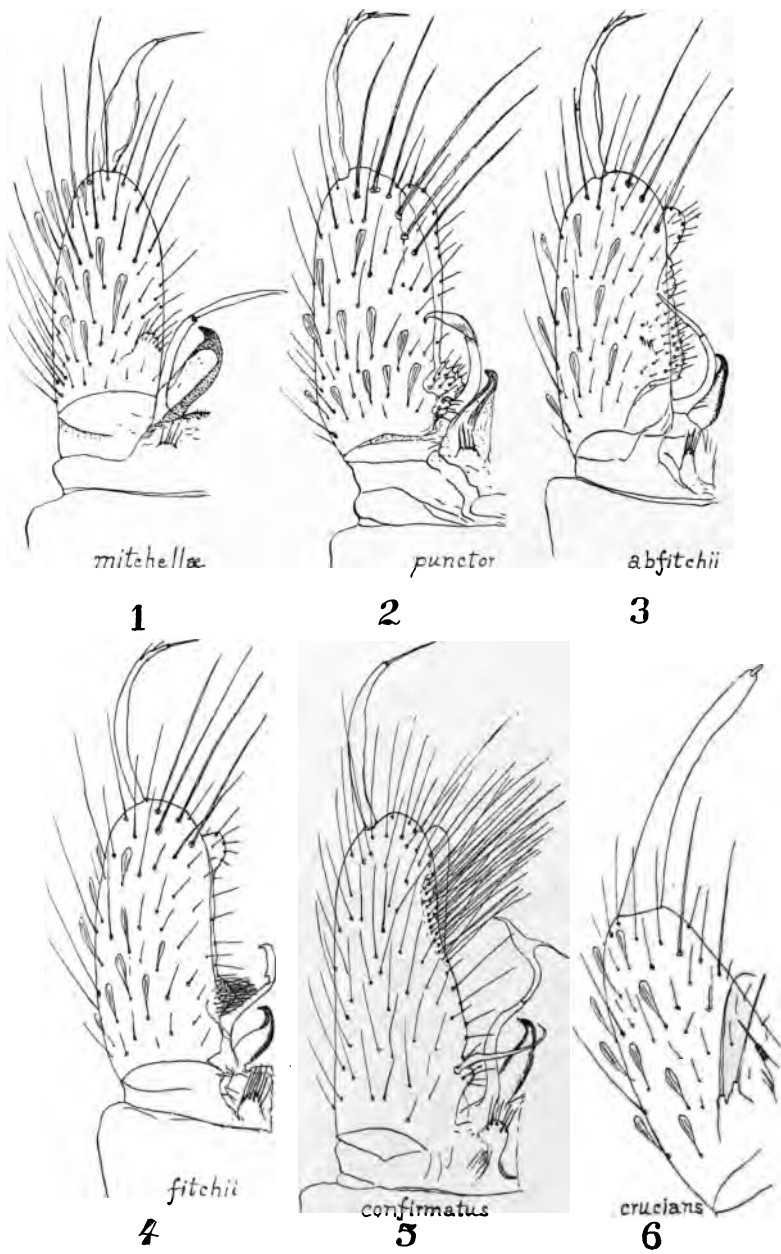 mitchellæ
punctor
abfitchii
1
2
3
fitchii
confirmatus
crucians
4
5
6